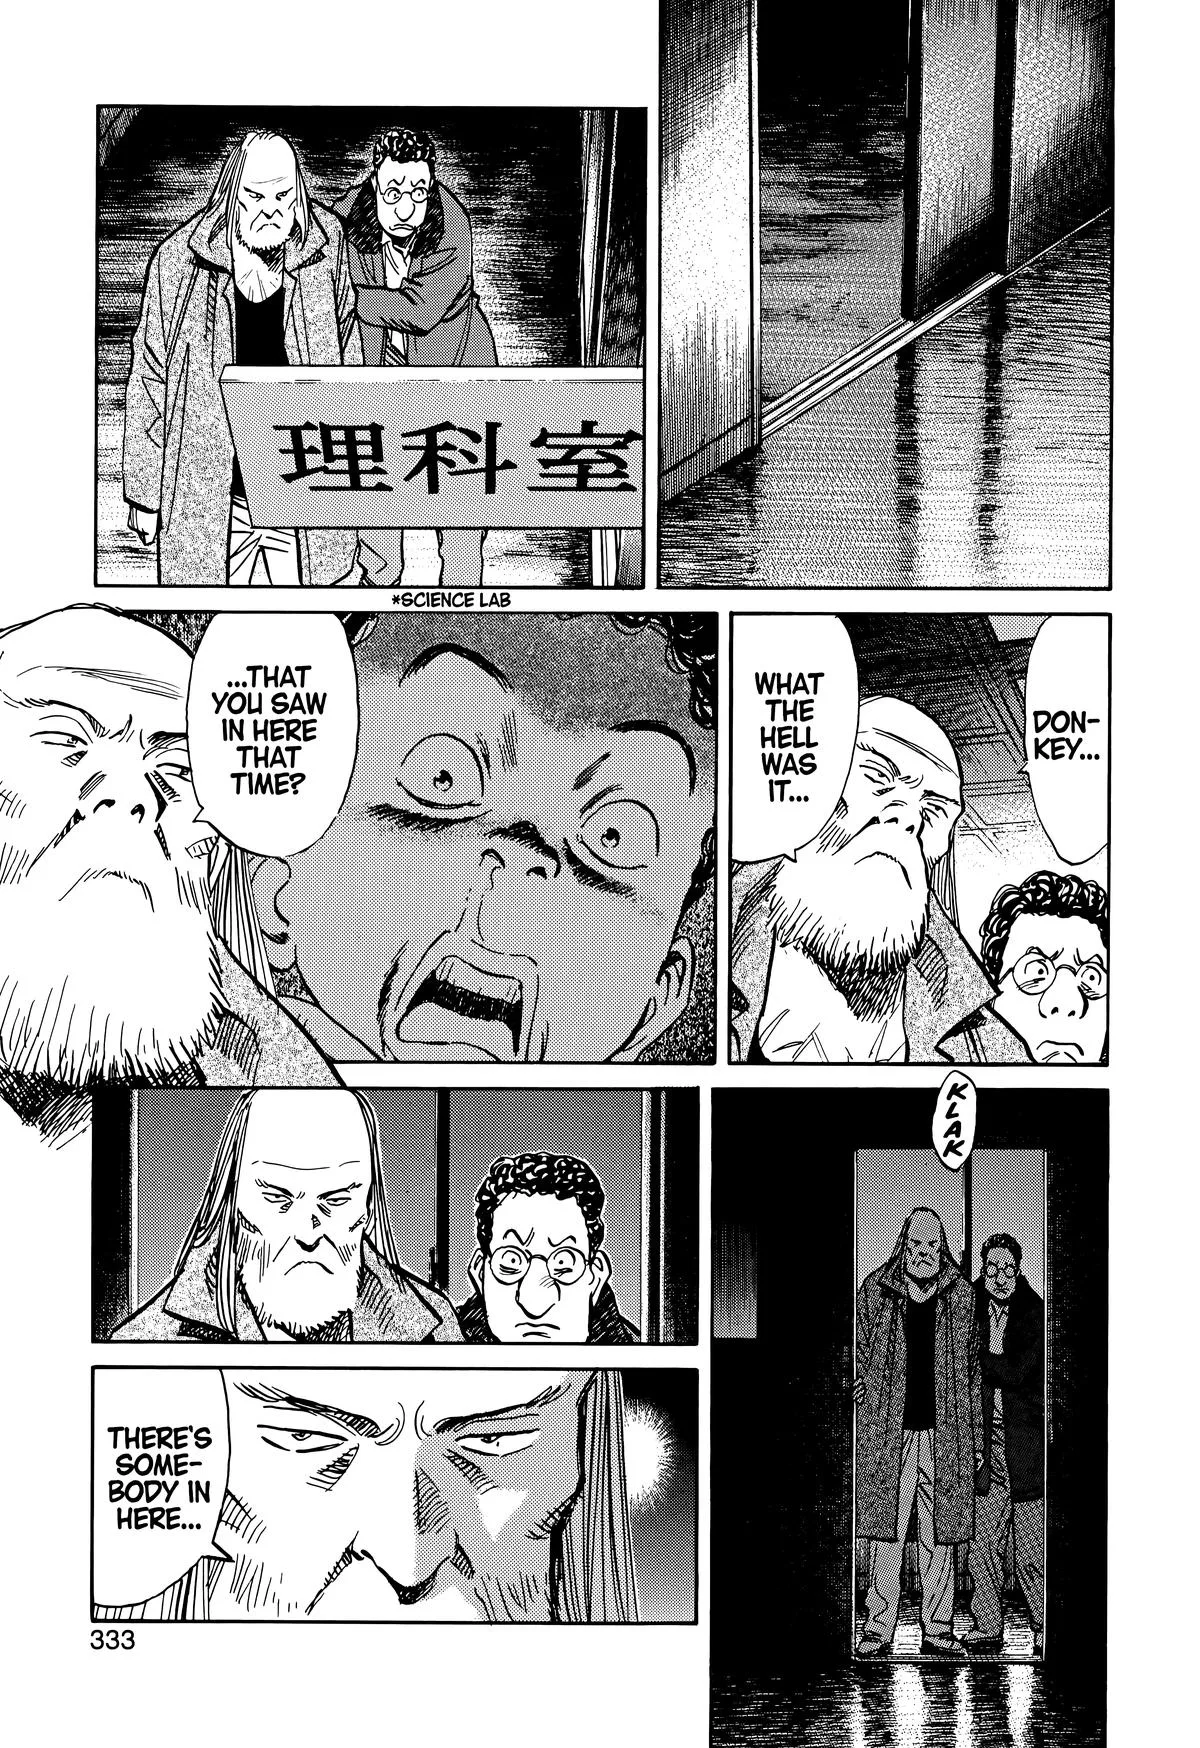 理科室
*SCIENCE LAB
DON-
KEY...
WHAT
THE
HELL
WAS
IT...
...THAT
YOU SAW
IN HERE
THAT
TIME?
KLAK
THERE'S
SOME-
BODY IN
HERE...
333